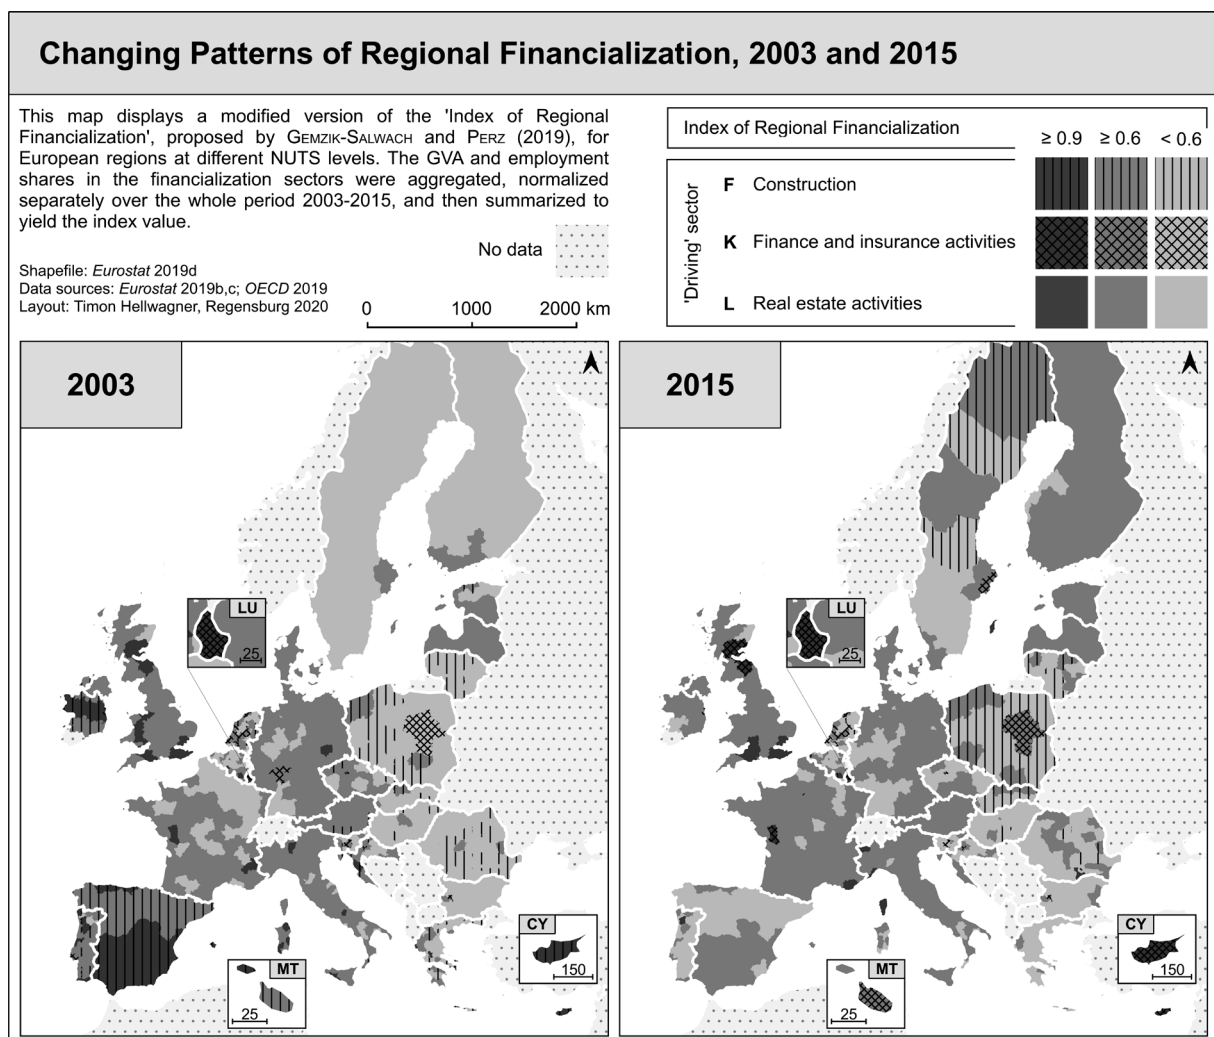 Changing Patterns of Regional Financialization, 2003 and 2015
This map displays a modified version of the 'Index of Regional
Financialization', proposed by GEMZIK-SALWACH and PERZ (2019), for
European regions at different NUTS levels. The GVA and employment
shares in the financialization sectors were aggregated, normalized
separately over the whole period 2003-2015, and then summarized to
yield the index value.
No data
Shapefile: Eurostat 2019d
Data sources: Eurostat 2019b,c; OECD 2019
Layout: Timon Hellwagner, Regensburg 2020
0 1000 2000 km
Index of Regional Financialization
≥ 0.9 ≥ 0.6 < 0.6
'Driving' sector
F Construction
K Finance and insurance activities
L Real estate activities
2003
LU
25
CY
150
MT
25
2015
LU
25
CY
150
MT
25